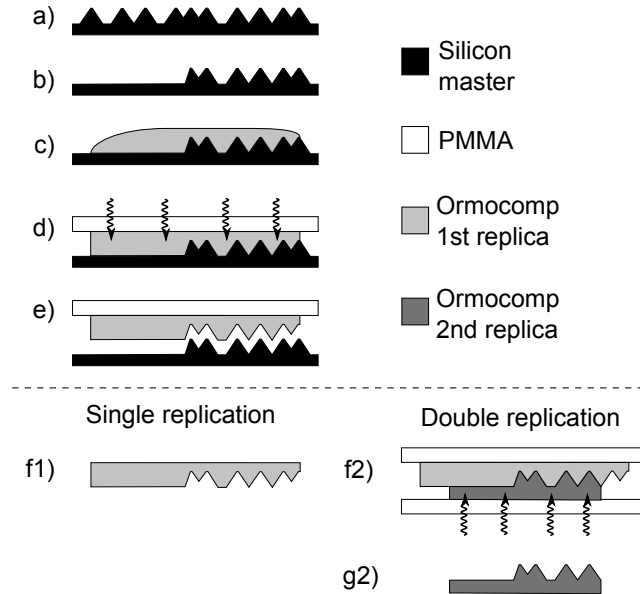 a)
b)
c)
d)
e)
Silicon
master
PMMA
Ormocomp
1st replica
Ormocomp
2nd replica
Single replication
Double replication
f1)
f2)
g2)